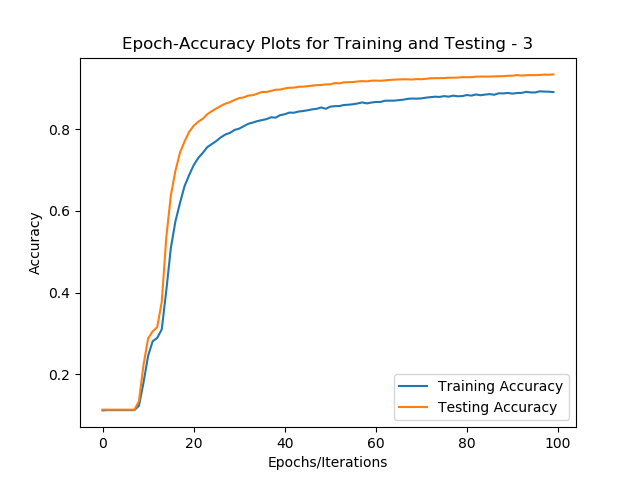 Epoch-Accuracy Plots for Training and Testing - 3
Accuracy
0.8
0.6
0.4
0.2
Training Accuracy
Testing Accuracy
0 20 40 60 80 100
Epochs/Iterations